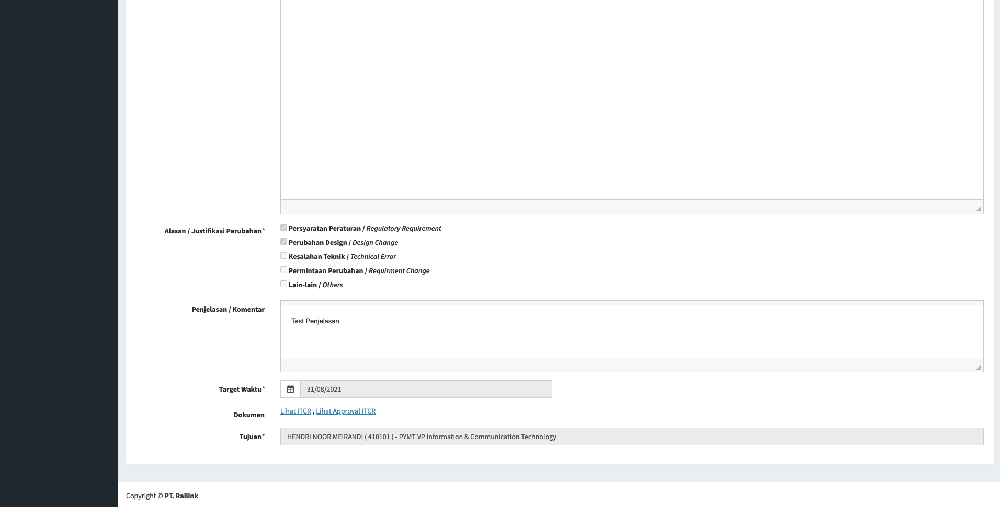 Alasan / Justifikasi Perubahan*
Persyaratan Peraturan / Regulatory Requirement
Perubahan Design / Design Change
Kesalahan Teknik / Technical Error
Permintaan Perubahan / Requirment Change
Lain-lain / Others
Penjelasan / Komentar
Test Penjelasan
Target Waktu*
31/08/2021
Dokumen
Lihat ITCR , Lihat Approval ITCR
Tujuan*
HENDRI NOOR MEIRANDI ( 410101 ) - PYMT VP Information & Communication Technology
Copyright © PT. Railink